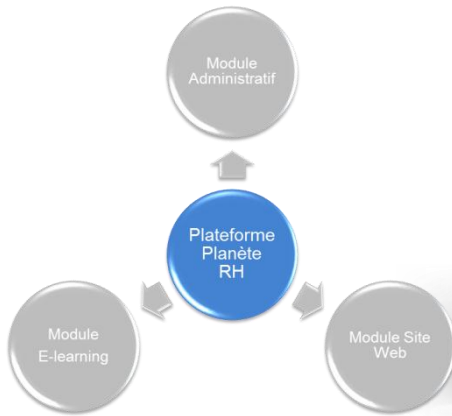 Module
Administratif
Plateforme
Planète
RH
Module
E-learning
Module Site
Web